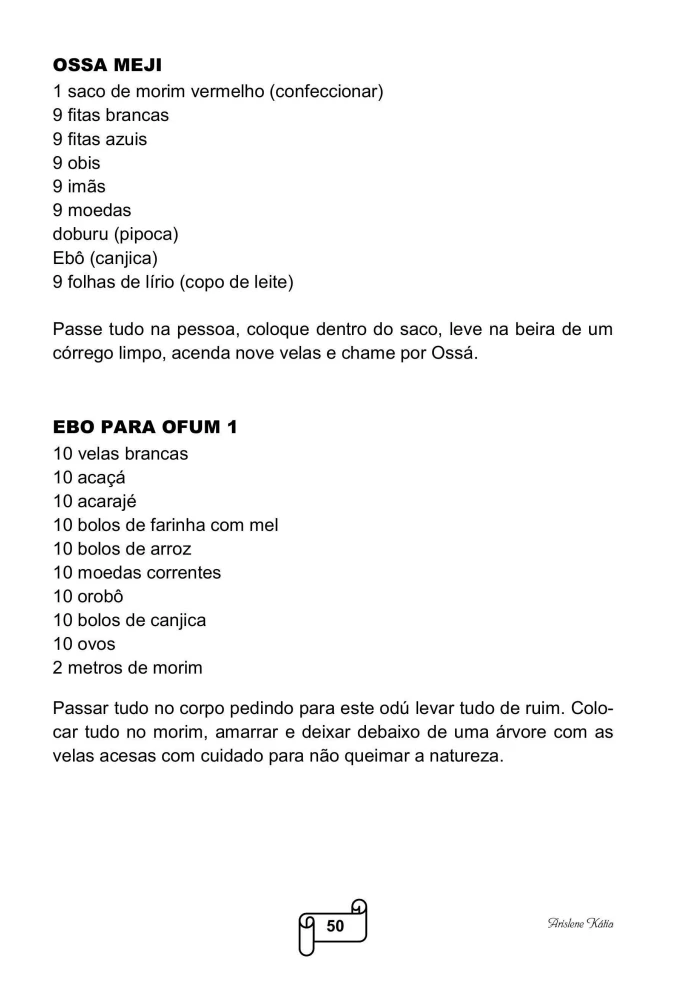 OSSA MEJI
1 saco de morim vermelho (confeccionar)
9 fitas brancas
9 fitas azuis
9 obis
9 imãs
9 moedas
doburu (pipoca)
Ebô (canjica)
9 folhas de lírio (copo de leite)
Passe tudo na pessoa, coloque dentro do saco, leve na beira de um
córrego limpo, acenda nove velas e chame por Ossá.
EBO PARA OFUM 1
10 velas brancas
10 acaçá
10 acarajé
10 bolos de farinha com mel
10 bolos de arroz
10 moedas correntes
10 orobô
10 bolos de canjica
10 ovos
2 metros de morim
Passar tudo no corpo pedindo para este odú levar tudo de ruim. Colo-
car tudo no morim, amarrar e deixar debaixo de uma árvore com as
velas acesas com cuidado para não queimar a natureza.
50
Arislene Kátia